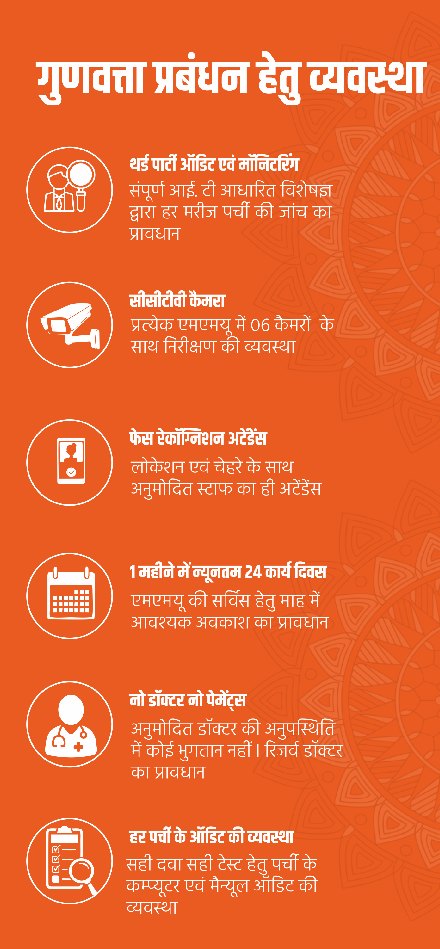 गुणवत्ता प्रबंधन हेतु व्यवस्था
थर्ड पार्टी ऑडिट एवं मॉनिटरिंग
संपूर्ण आई. टी आधारित विशेषज्ञ
द्वारा हर मरीज पर्ची की जांच का
प्रावधान
सीसीटीवी कैमरा
प्रत्येक एमएमयू में 06 कैमरों के
साथ निरीक्षण की व्यवस्था
फेस रेकॉग्निशन अटेंडेंस
लोकेशन एवं चेहरे के साथ
अनुमोदित स्टाफ का ही अटेंडेंस
1 महीने में न्यूनतम 24 कार्य दिवस
एमएमयू की सर्विस हेतु माह में
आवश्यक अवकाश का प्रावधान
नो डॉक्टर नो पेमेंट्स
अनुमोदित डॉक्टर की अनुपस्थिति
में कोई भुगतान नहीं। रिजर्व डॉक्टर
का प्रावधान
हर पर्ची के ऑडिट की व्यवस्था
सही दवा सही टेस्ट हेतु पर्ची के
कम्प्यूटर एवं मैन्यूल ऑडिट की
व्यवस्था